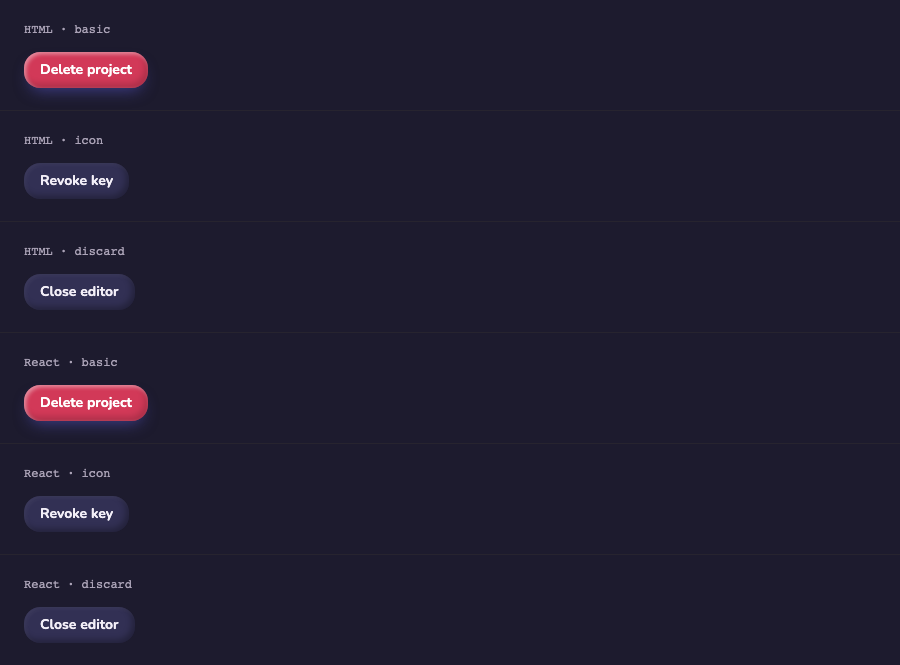 HTML · basic
Delete project
HTML · icon
Revoke key
HTML · discard
Close editor
React · basic
Delete project
React · icon
Revoke key
React · discard
Close editor